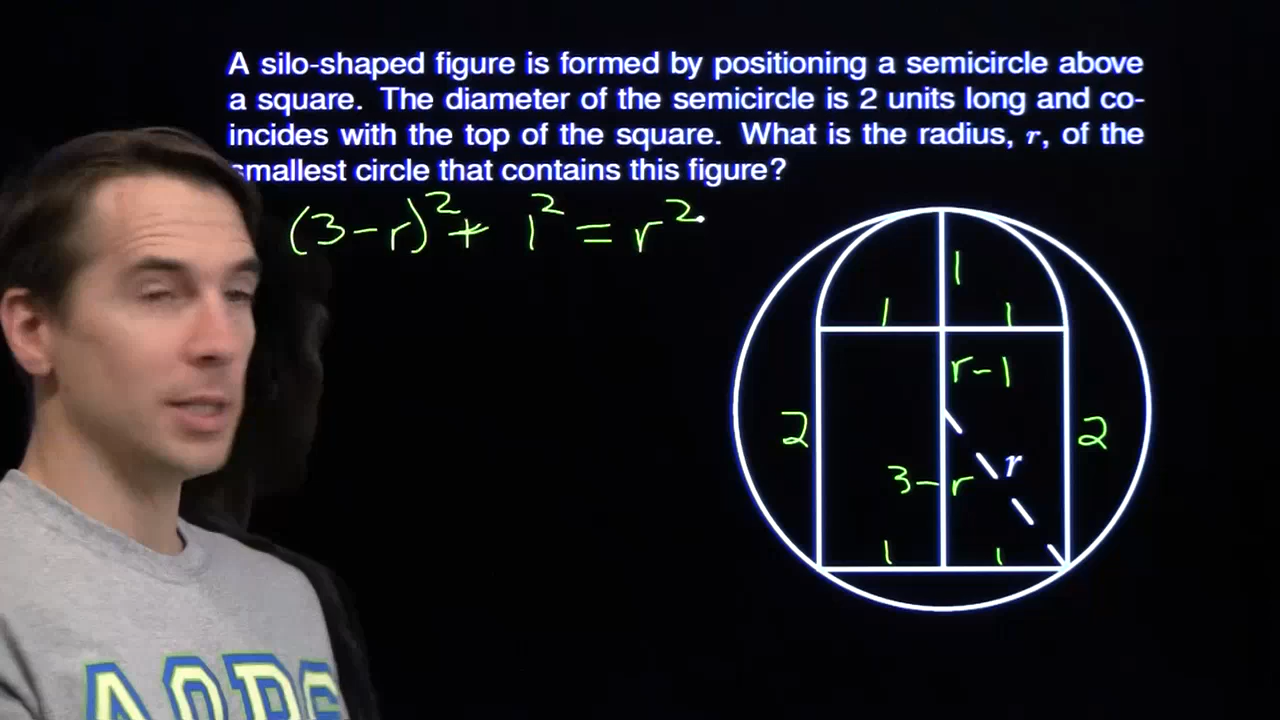 A silo-shaped figure is formed by positioning a semicircle above
a square. The diameter of the semicircle is 2 units long and co-
incides with the top of the square. What is the radius, r, of the
smallest circle that contains this figure?
(3-r)² + 1² = r²
1
1 1
r-1
2 2
r
3-r
1 1
AOPS